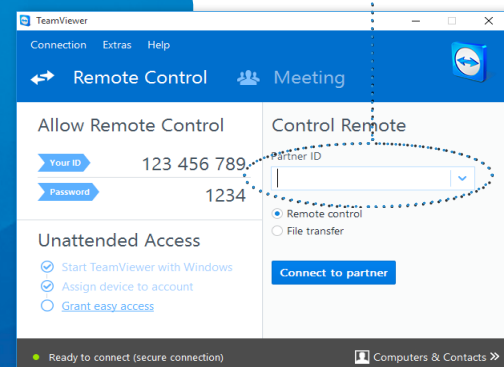 TeamViewer
Connection Extras Help
Remote Control Meeting
Allow Remote Control
Your ID 123 456 789
Password 1234
Unattended Access
Start TeamViewer with Windows
Assign device to account
Grant easy access
Control Remote
Partner ID
Remote control
File transfer
Connect to partner
Ready to connect (secure connection)
Computers & Contacts